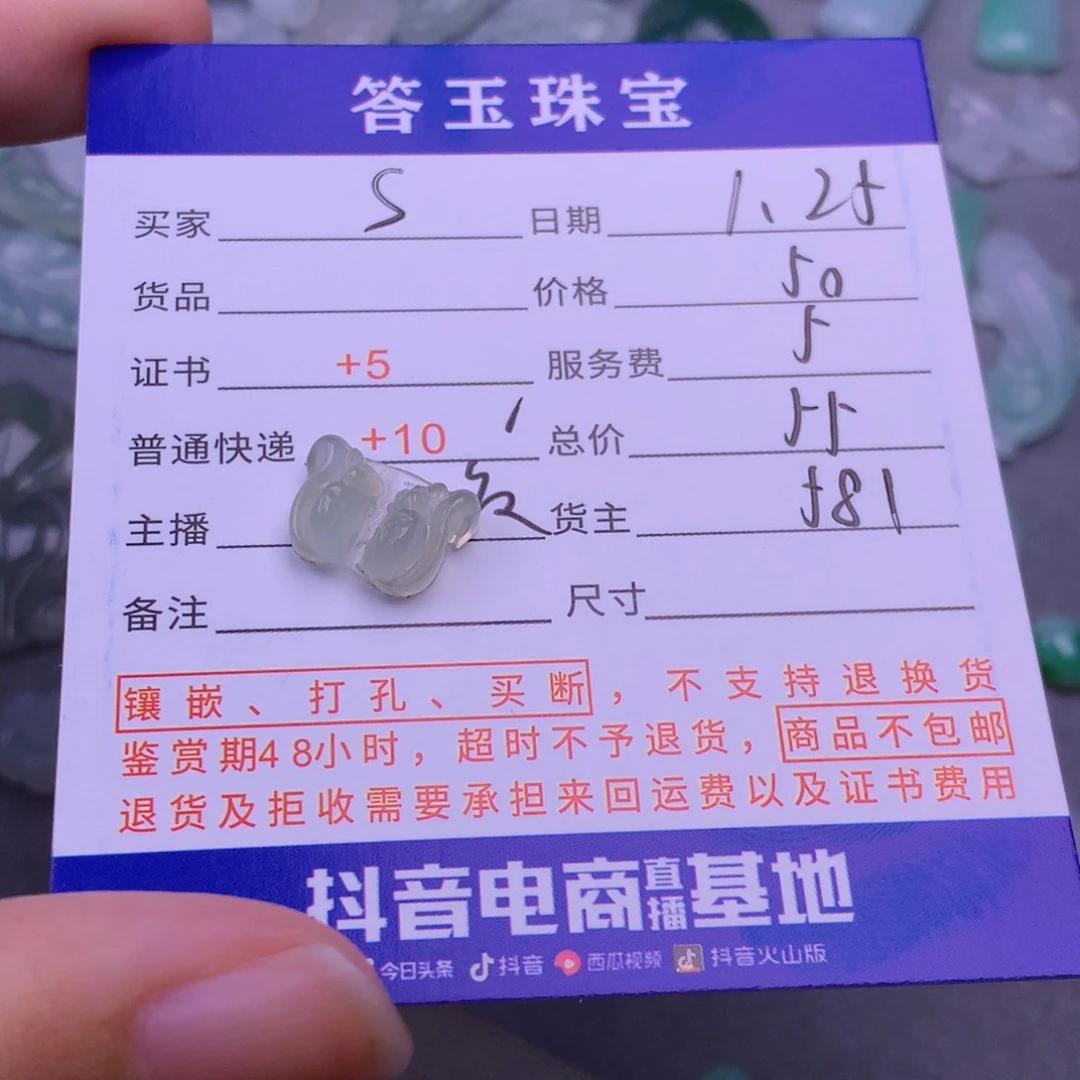 答玉珠宝
买家 S 日期 1、25
货品 价格 50
证书 +5 服务费 5
普通快递 +10 总价 55
主播 货主 581
备注 尺寸
镶嵌、打孔、买断，不支持退换货
鉴赏期48小时，超时不予退货，商品不包邮
退货及拒收需要承担来回运费以及证书费用
抖音电商直播基地
今日头条 抖音 西瓜视频 抖音火山版